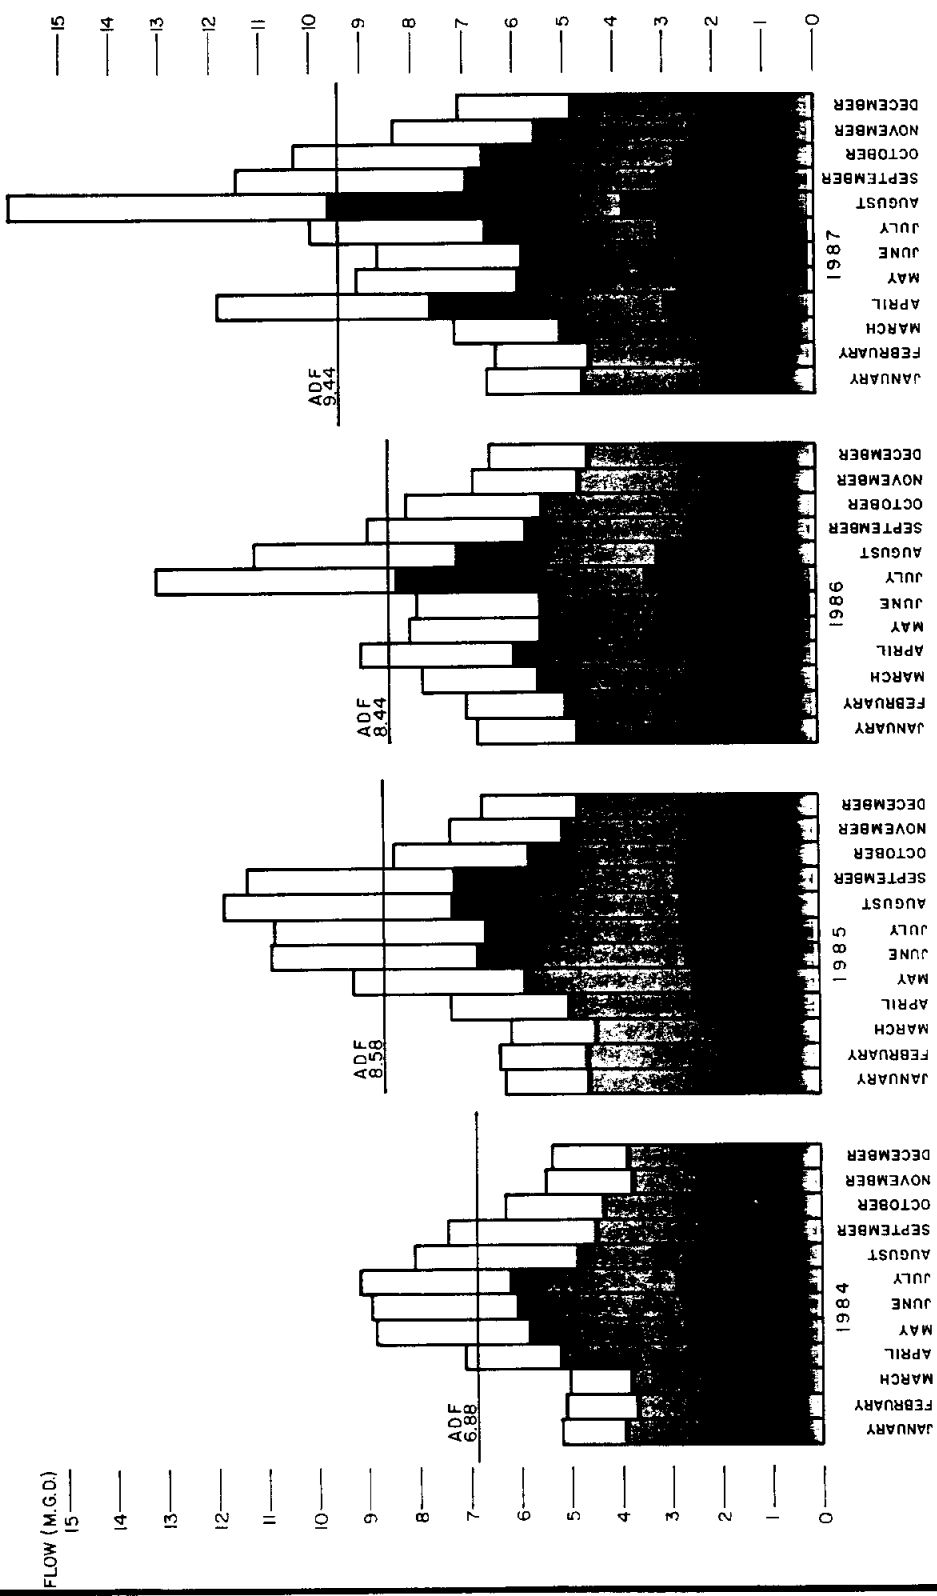 FLOW (M.G.D.)
15
14
13
12
11
10
9
8
7
6
5
4
3
2
1
0
ADF
6.88
JANUARY
FEBRUARY
MARCH
APRIL
MAY
JUNE
JULY
AUGUST
SEPTEMBER
OCTOBER
NOVEMBER
DECEMBER
1984
ADF
8.58
JANUARY
FEBRUARY
MARCH
APRIL
MAY
JUNE
JULY
AUGUST
SEPTEMBER
OCTOBER
NOVEMBER
DECEMBER
1985
ADF
8.44
JANUARY
FEBRUARY
MARCH
APRIL
MAY
JUNE
JULY
AUGUST
SEPTEMBER
OCTOBER
NOVEMBER
DECEMBER
1986
ADF
9.44
JANUARY
FEBRUARY
MARCH
APRIL
MAY
JUNE
JULY
AUGUST
SEPTEMBER
OCTOBER
NOVEMBER
DECEMBER
1987
15
14
13
12
11
10
9
8
7
6
5
4
3
2
1
0